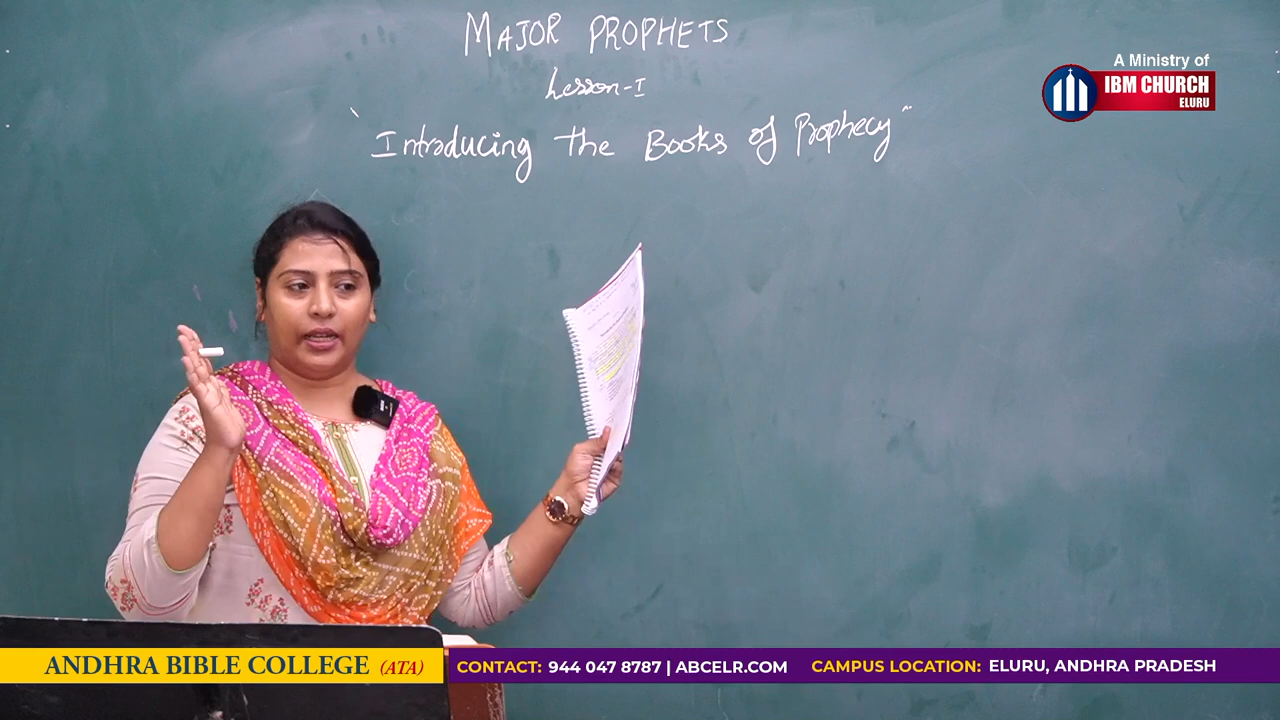 MAJOR PROPHETS
Lesson-I
"Introducing the Books of Prophecy"
A Ministry of
IBM CHURCH
ELURU
ANDHRA BIBLE COLLEGE (ATA)
CONTACT: 944 047 8787 | ABCELR.COM
CAMPUS LOCATION: ELURU, ANDHRA PRADESH